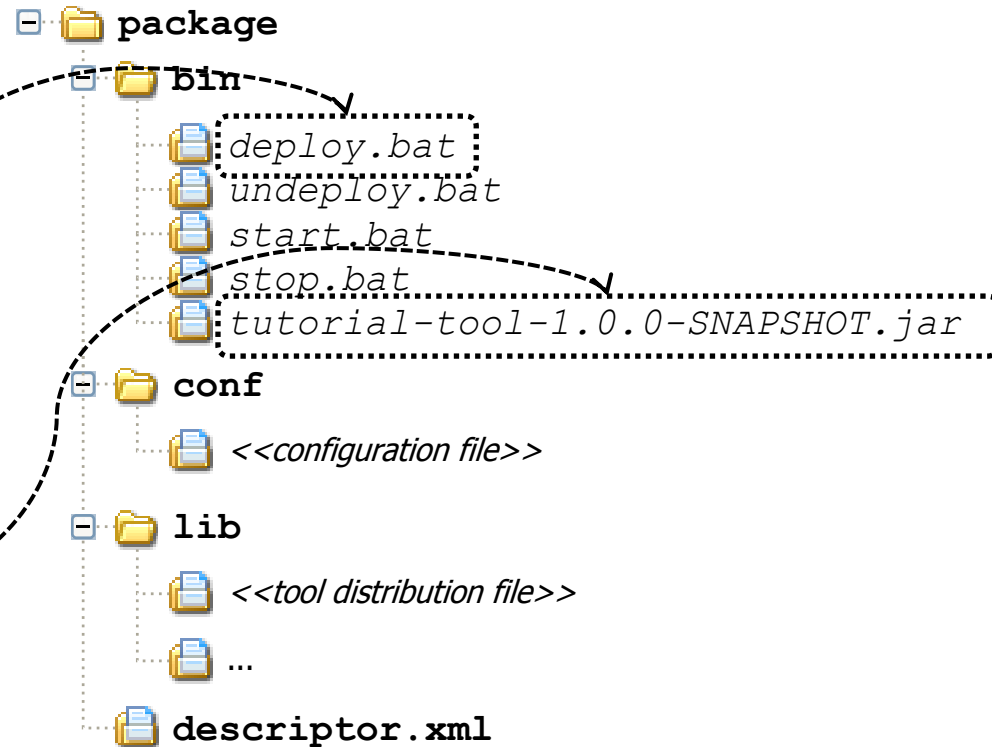 package
bin
deploy.bat
undeploy.bat
start.bat
stop.bat
tutorial-tool-1.0.0-SNAPSHOT.jar
conf
<<configuration file>>
lib
<<tool distribution file>>
...
descriptor.xml